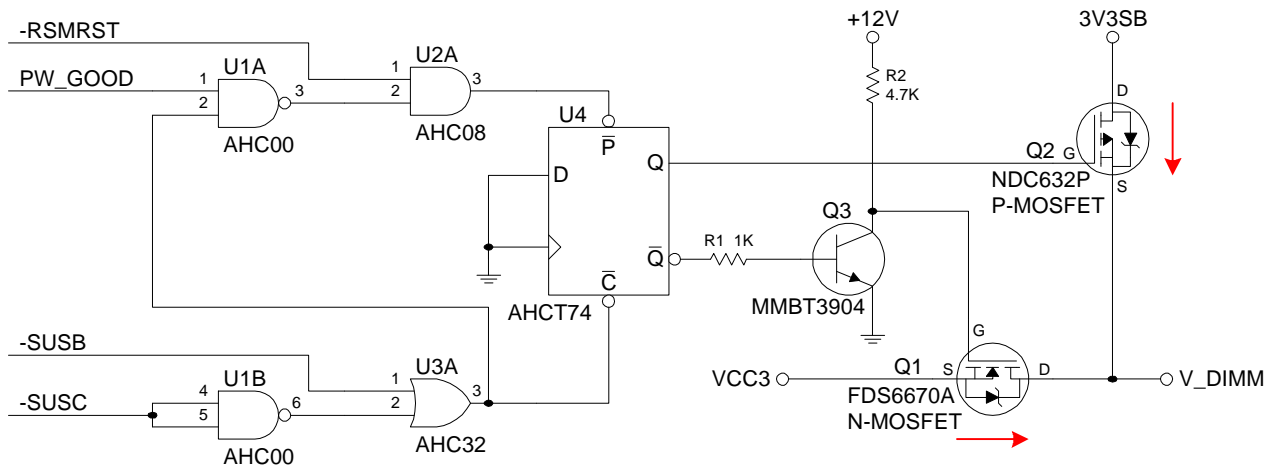 -RSMRST
PW_GOOD
1
2
U1A
3
AHC00
U2A
1
2
3
AHC08
U4
P
D
Q
Q
C
AHCT74
-SUSB
-SUSC
4
5
U1B
6
AHC00
U3A
1
2
3
AHC32
+12V
R2
4.7K
R1 1K
Q3
MMBT3904
3V3SB
D
Q2
G
S
NDC632P
P-MOSFET
G
VCC3
Q1
S
D
FDS6670A
N-MOSFET
V_DIMM